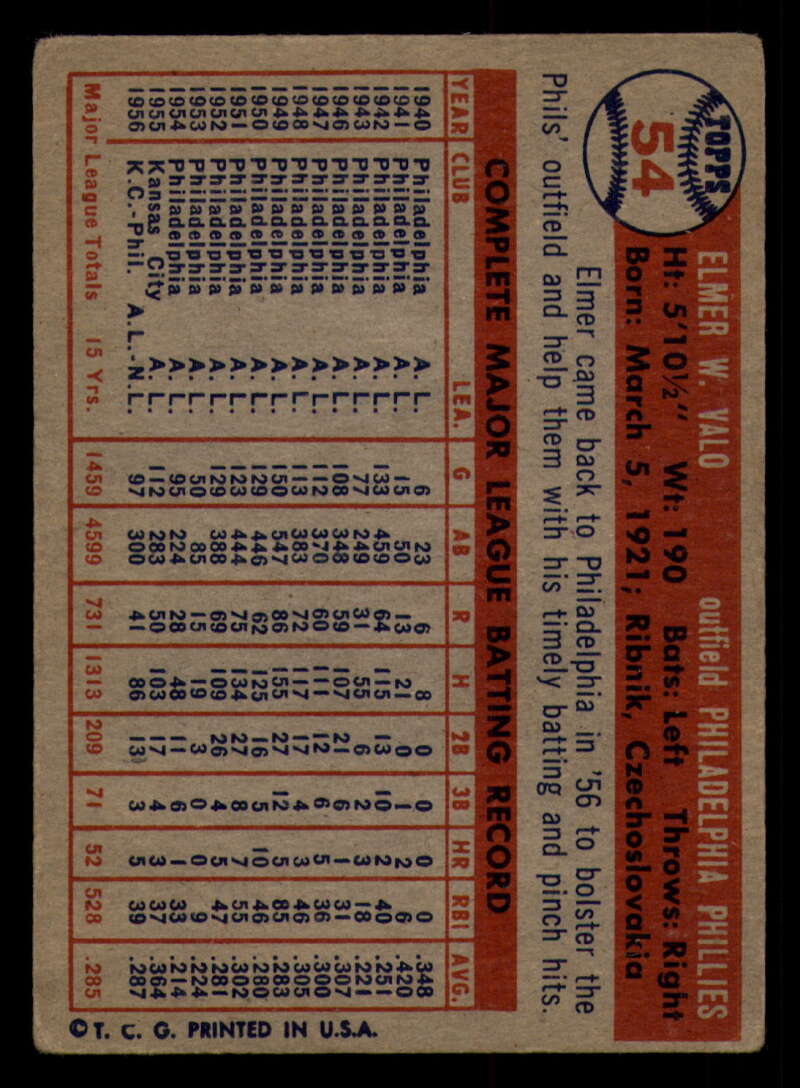 TOPPS
54
ELMER W. VALO outfield PHILADELPHIA PHILLIES
Ht: 5'10½" Wt: 190 Bats: Left Throws: Right
Born: March 5, 1921; Ribnik, Czechoslovakia
Elmer came back to Philadelphia in '56 to bolster the
Phils' outfield and help them with his timely batting and pinch hits.
COMPLETE MAJOR LEAGUE BATTING RECORD
YEAR CLUB LEA. G AB R H 2B 3B HR RBI AVG.
1940 Philadelphia A. L. 6 23 6 8 0 0 0 0 .348
1941 Philadelphia A. L. 15 50 13 21 0 1 2 6 .420
1942 Philadelphia A. L. 133 459 64 115 13 10 2 40 .251
1943 Philadelphia A. L. 77 249 31 55 6 2 3 18 .221
1946 Philadelphia A. L. 108 348 59 107 21 6 1 31 .307
1947 Philadelphia A. L. 112 370 60 111 12 6 5 36 .300
1948 Philadelphia A. L. 113 383 72 117 17 4 3 46 .305
1949 Philadelphia A. L. 150 547 86 155 27 12 5 85 .283
1950 Philadelphia A. L. 129 446 62 125 16 5 10 46 .280
1951 Philadelphia A. L. 123 444 75 134 27 8 7 55 .302
1952 Philadelphia A. L. 129 388 69 109 26 4 5 47 .281
1953 Philadelphia A. L. 50 85 15 19 3 0 0 9 .224
1954 Philadelphia A. L. 95 224 28 48 11 6 1 33 .214
1955 Kansas City A. L. 112 283 50 103 17 4 3 37 .364
1956 K.C.-Phil. A.L.-N.L. 97 300 41 86 13 3 5 39 .287
Major League Totals 15 Yrs. 1459 4599 731 1313 209 71 52 528 .285
© T. C. G. PRINTED IN U.S.A.